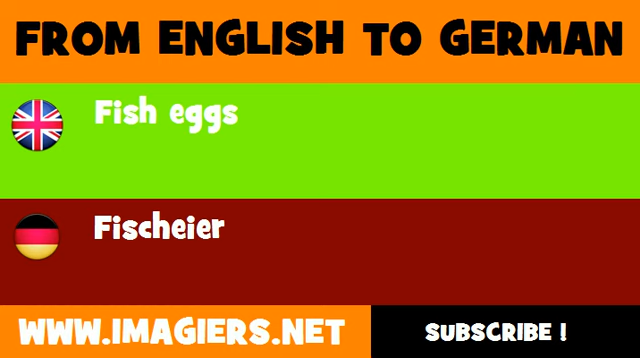 FROM ENGLISH TO GERMAN
Fish eggs
Fischeier
WWW.IMAGIERS.NET
SUBSCRIBE !